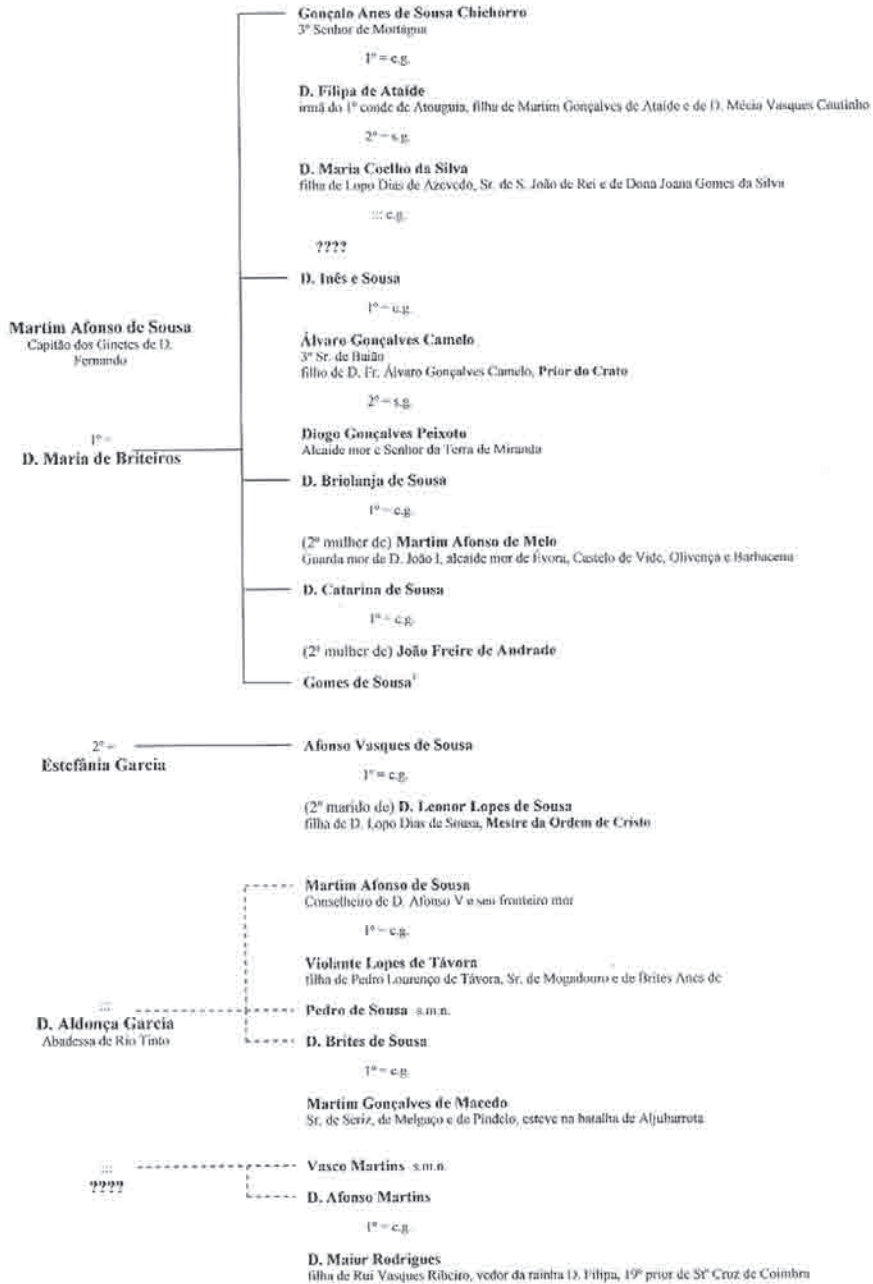 Gonçalo Anes de Sousa Chichorro
3º Senhor de Mortágua
1º = c.g.
D. Filipa de Ataíde
irmã do 1º conde de Atouguia, filha de Martim Gonçalves de Ataíde e de D. Mécia Vasques Coutinho
2º = s.g.
D. Maria Coelho da Silva
filha de Lopo Dias de Azevedo, Sr. de S. João de Rei e de Dona Joana Gomes da Silva
::: c.g.
????
D. Inês e Sousa
1º = c.g.
Martim Afonso de Sousa
Capitão dos Ginetes de D.
Fernando
Álvaro Gonçalves Camelo
3º Sr. de Baião
filho de D. Fr. Álvaro Gonçalves Camelo, Prior do Crato
2º = s.g.
Diogo Gonçalves Peixoto
Alcaide mor e Senhor da Terra de Miranda
1º =
D. Maria de Briteiros
D. Briolanja de Sousa
1º = c.g.
(2ª mulher de) Martim Afonso de Melo
Guarda mor de D. João I, alcaide mor de Évora, Castelo de Vide, Olivença e Barbacena
D. Catarina de Sousa
1º = c.g.
(2ª mulher de) João Freire de Andrade
Gomes de Sousa
2º =
Estefânia Garcia
Afonso Vasques de Sousa
1º = c.g.
(2º marido de) D. Leonor Lopes de Sousa
filha de D. Lopo Dias de Sousa, Mestre da Ordem de Cristo
Martim Afonso de Sousa
Conselheiro de D. Afonso V e seu fronteiro mor
1º = c.g.
Violante Lopes de Távora
filha de Pedro Lourenço de Távora, Sr. de Mogadouro e de Brites Anes de
:::
D. Aldonça Garcia
Abadessa de Rio Tinto
Pedro de Sousa s.m.n.
D. Brites de Sousa
1º = c.g.
Martim Gonçalves de Macedo
Sr. de Seriz, de Melgaço e de Pindelo, esteve na batalha de Aljubarrota
:::
????
Vasco Martins s.m.n.
D. Afonso Martins
1º = c.g.
D. Maior Rodrigues
filha de Rui Vasques Ribeiro, vedor da rainha D. Filipa, 19º prior de Stª Cruz de Coimbra